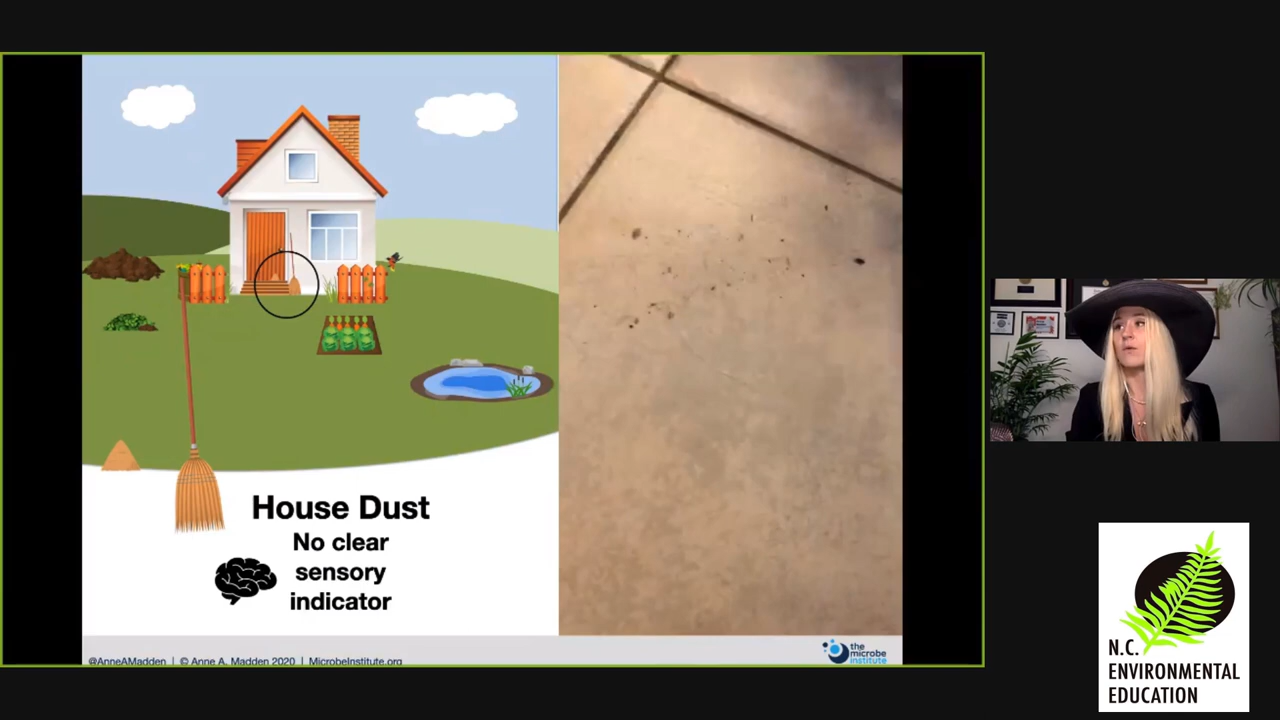 House Dust
No clear
sensory
indicator
@AnneAMadden | © Anne A. Madden 2020 | MicrobeInstitute.org
the
microbe
institute
N.C.
ENVIRONMENTAL
EDUCATION